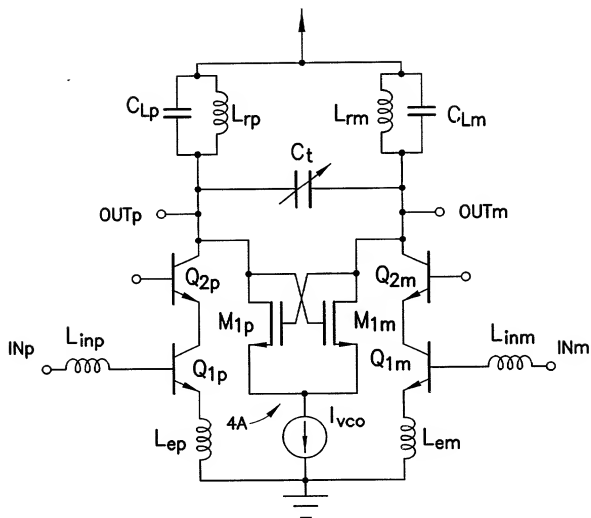 CLp
Lrp
Lrm
CLm
Ct
OUTp
OUTm
Q2p
Q2m
M1p
M1m
INp
Linp
Q1p
Q1m
Linm
INm
Lep
4A
Ivco
Lem